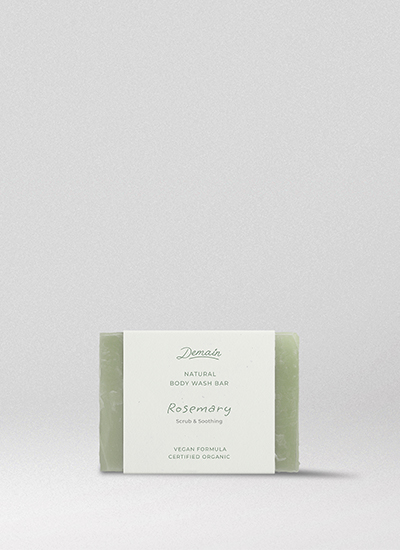 Demain
NATURAL
BODY WASH BAR
Rosemary
Scrub & Soothing
VEGAN FORMULA
CERTIFIED ORGANIC